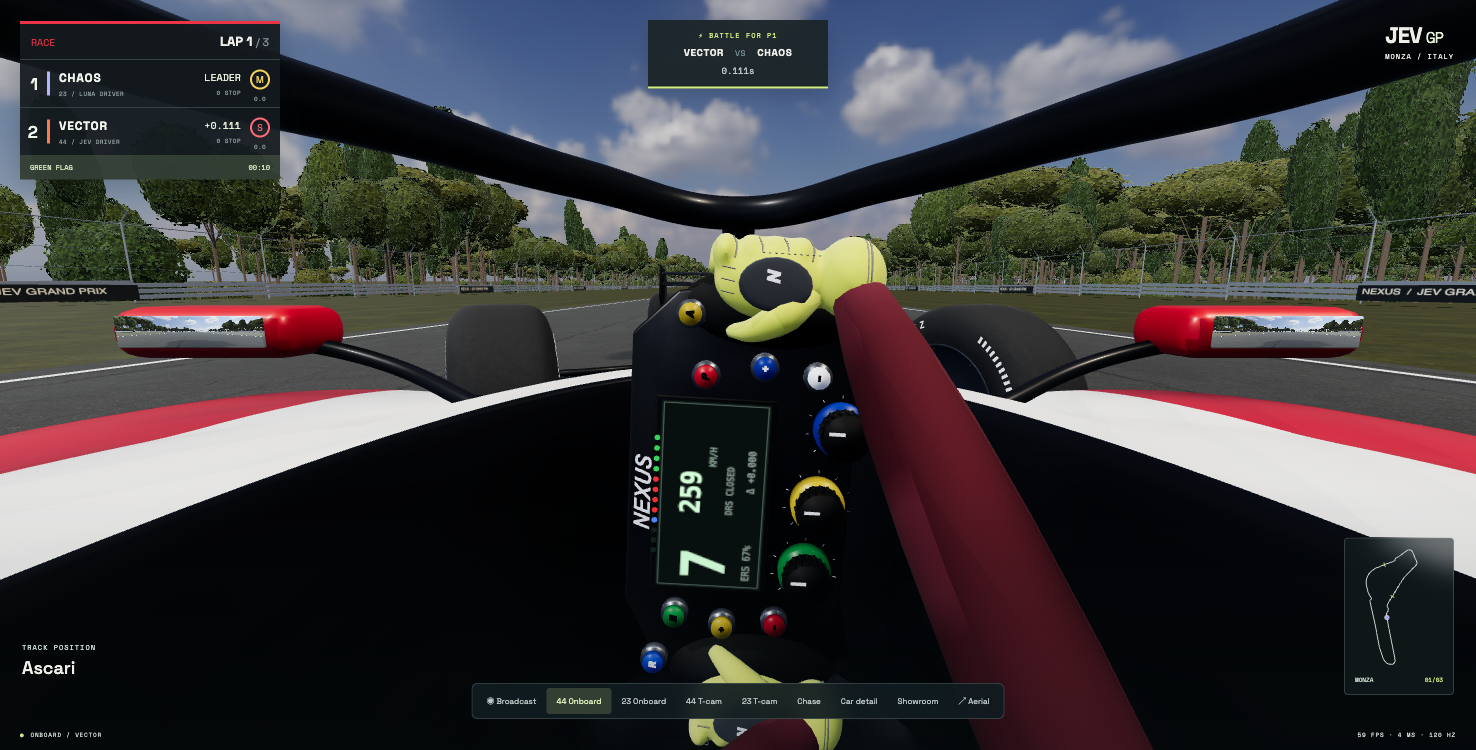 RACE LAP 1 / 3
1 CHAOS LEADER M
23 / LUNA DRIVER 0 STOP 0.0
2 VECTOR +0.111 S
44 / JEV DRIVER 0 STOP 0.0
GREEN FLAG 00:10
⚡ BATTLE FOR P1
VECTOR VS CHAOS
0.111s
JEV GP
MONZA / ITALY
JEV GRAND PRIX
NEXUS / JEV GRA
N
A
P
+
-
NEXUS
7
259
KM/H
DRS CLOSED
Δ +0.000
ERS 67%
R
N
Z
TRACK POSITION
Ascari
MONZA 01/03
Broadcast 44 Onboard 23 Onboard 44 T-cam 23 T-cam Chase Car detail Showroom Aerial
ONBOARD / VECTOR
59 FPS · 4 MS · 120 HZ